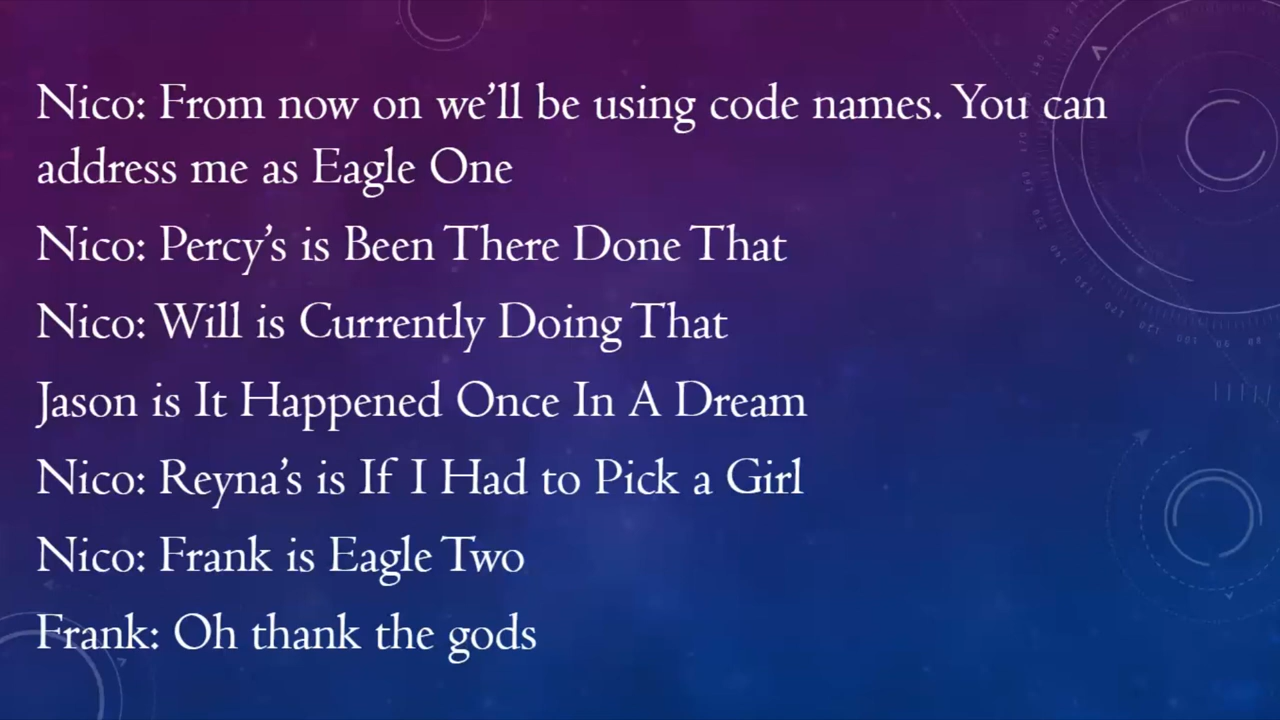 Nico: From now on we’ll be using code names. You can
address me as Eagle One
Nico: Percy’s is Been There Done That
Nico: Will is Currently Doing That
Jason is It Happened Once In A Dream
Nico: Reyna’s is If I Had to Pick a Girl
Nico: Frank is Eagle Two
Frank: Oh thank the gods